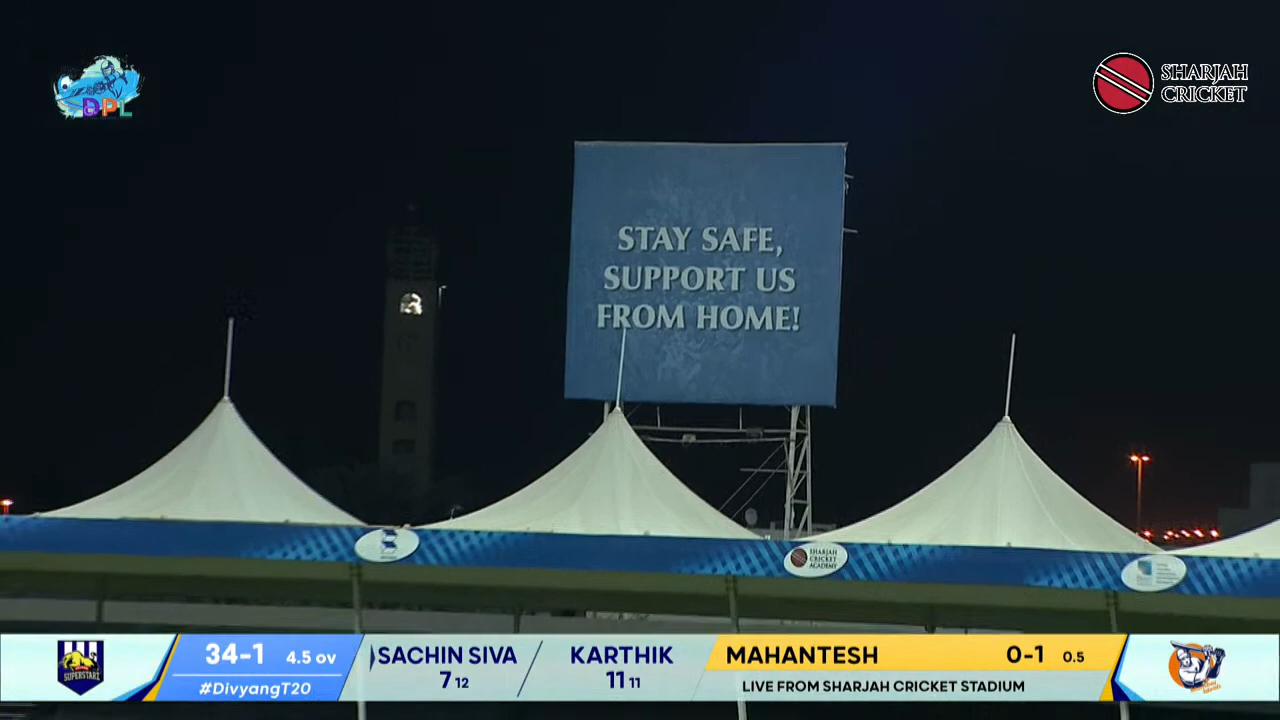 DPL
SHARJAH
CRICKET
STAY SAFE,
SUPPORT US
FROM HOME!
SHARJAH
CRICKET
ACADEMY
SUPERSTARZ
34-1 4.5 ov
#DivyangT20
SACHIN SIVA
7 12
KARTHIK
11 11
MAHANTESH 0-1 0.5
LIVE FROM SHARJAH CRICKET STADIUM